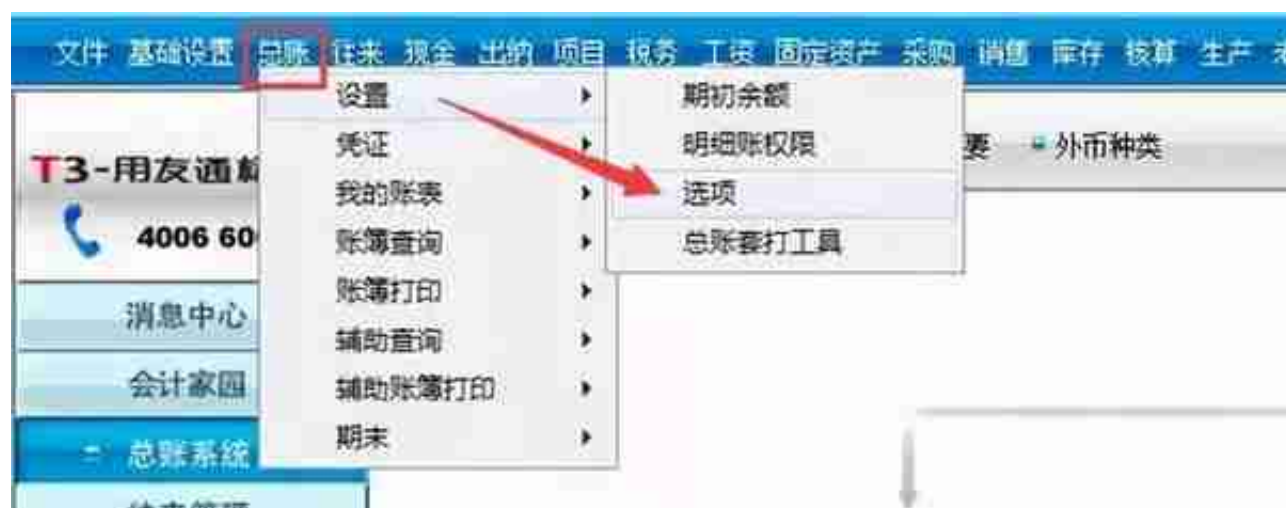 文件 基础设置 总账 往来 现金 出纳 项目 税务 工资 固定资产 采购 销售 库存 核算 生产
设置 期初余额
凭证 明细账权限 要 外币种类
T3-用友通
我的账表 选项
4006 60 账簿查询 总账套打工具
账簿打印
消息中心
辅助查询
会计家园 辅助账簿打印
总账系统 期末